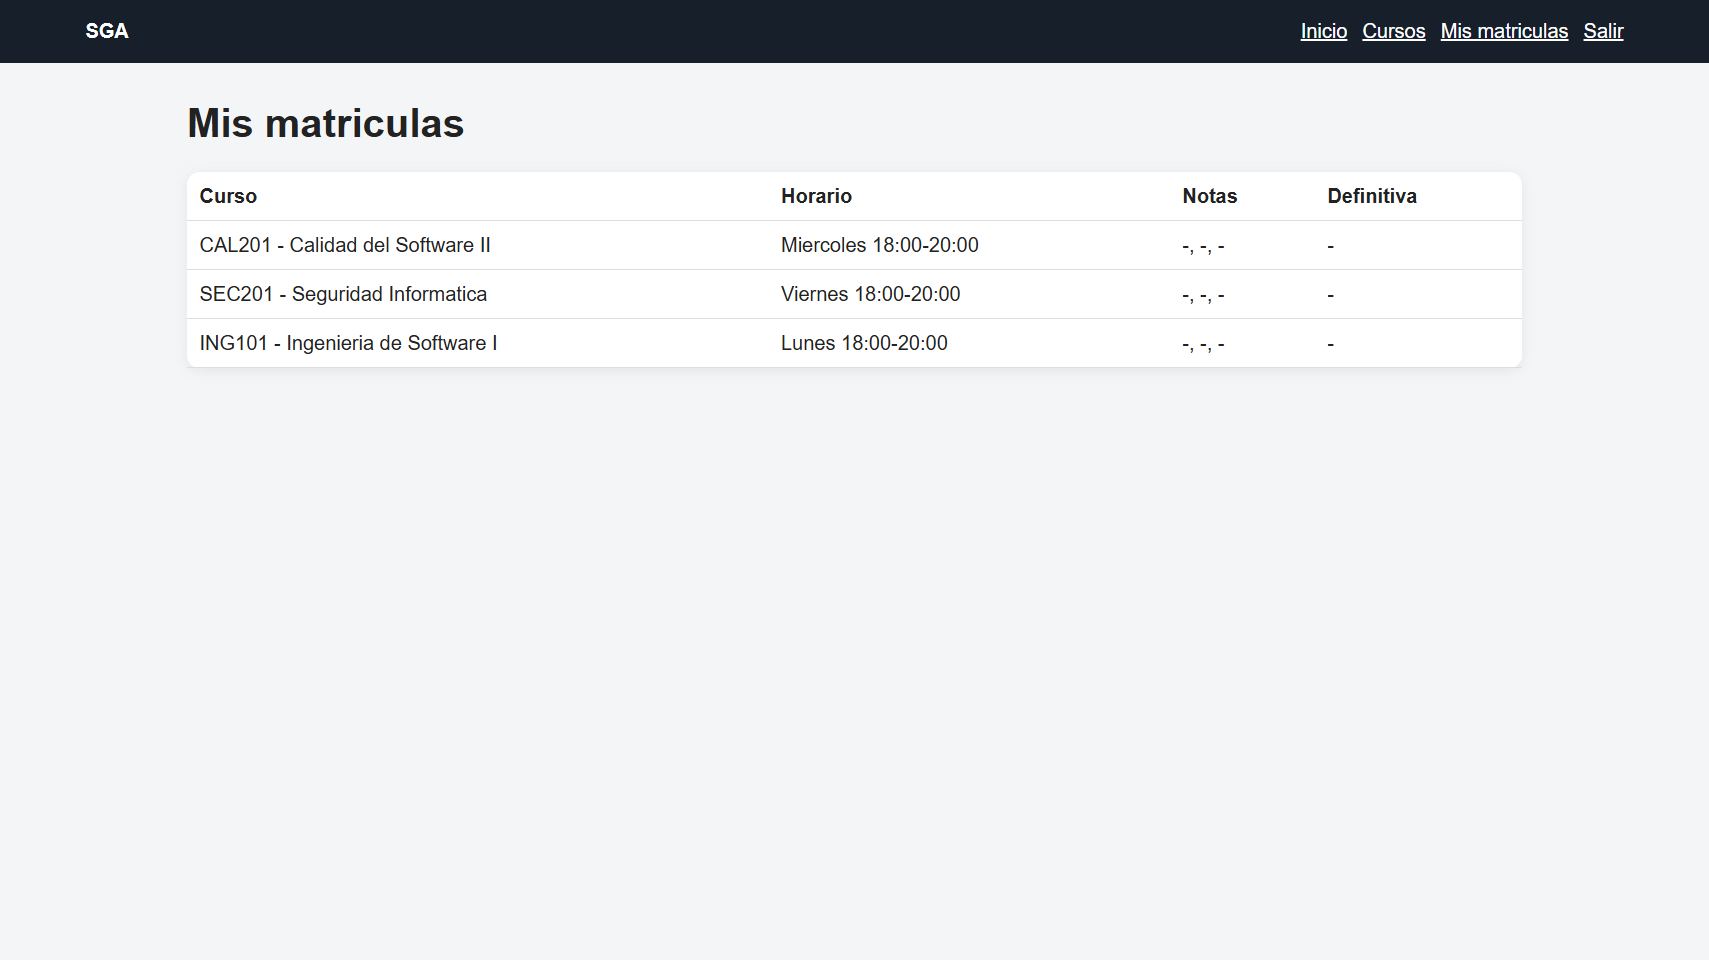 SGA Inicio Cursos Mis matriculas Salir
Mis matriculas
Curso Horario Notas Definitiva
CAL201 - Calidad del Software II Miercoles 18:00-20:00 -, -, - -
SEC201 - Seguridad Informatica Viernes 18:00-20:00 -, -, - -
ING101 - Ingenieria de Software I Lunes 18:00-20:00 -, -, - -